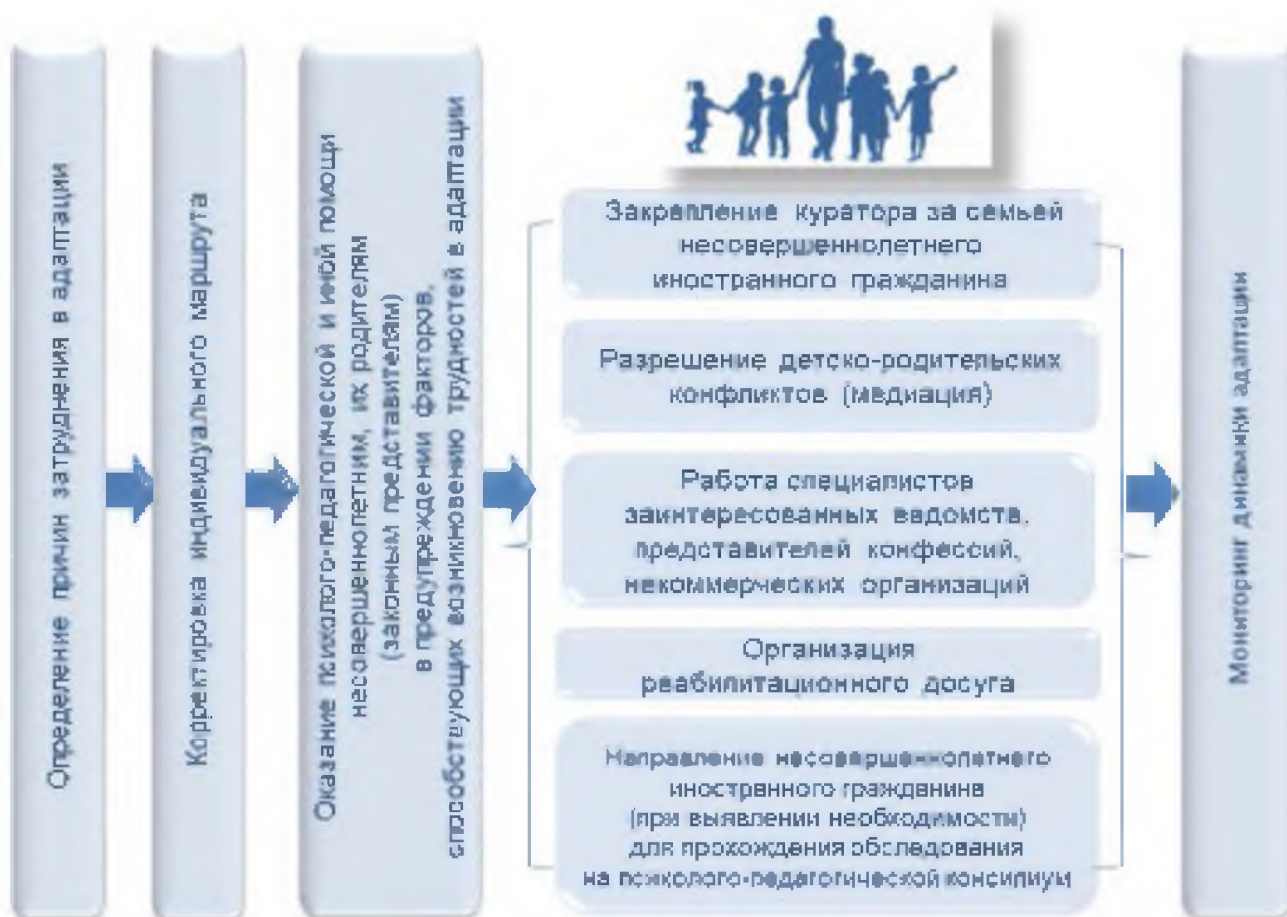 Определение причин затруднения в адаптации
Корректировка индивидуального маршрута
Оказание психолого-педагогической и иной помощи
несовершеннолетним, их родителям
(законным представителям)
в предупреждении факторов,
способствующих возникновению трудностей в адаптации
Закрепление куратора за семьей
несовершеннолетнего
иностранного гражданина
Разрешение детско-родительских
конфликтов (медиация)
Работа специалистов
заинтересованных ведомств,
представителей конфессий,
некоммерческих организаций
Организация
реабилитационного досуга
Направление несовершеннолетнего
иностранного гражданина
(при выявлении необходимости)
для прохождения обследования
на психолого-педагогической консилиум
Мониторинг динамики адаптации